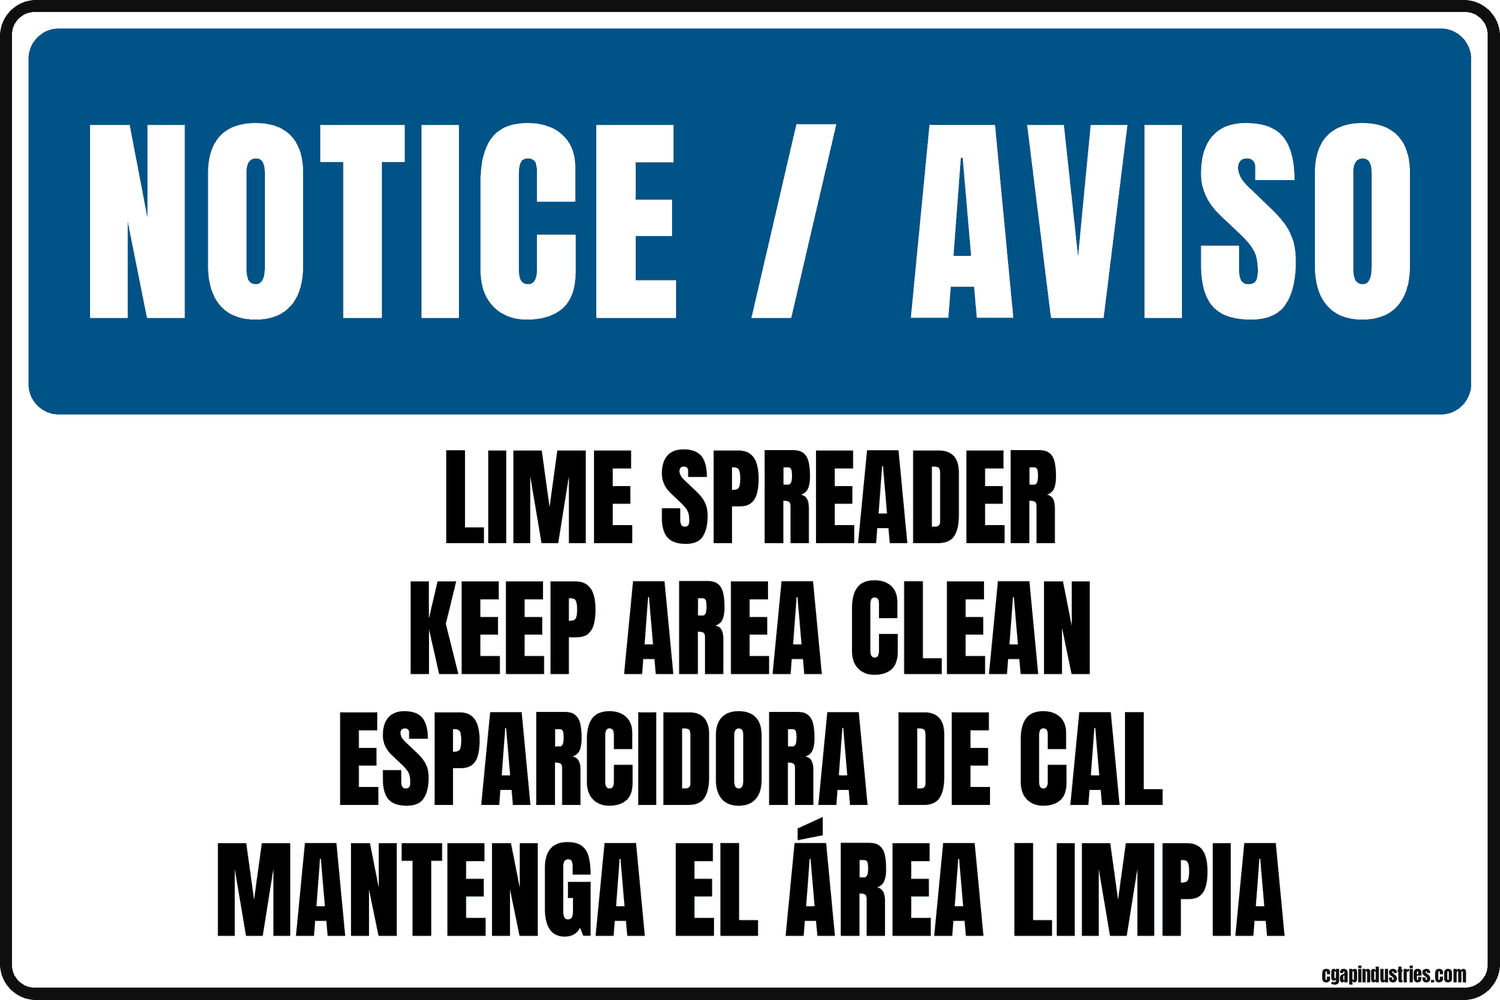 NOTICE / AVISO
LIME SPREADER
KEEP AREA CLEAN
ESPARCIDORA DE CAL
MANTENGA EL ÁREA LIMPIA
cgapindustries.com